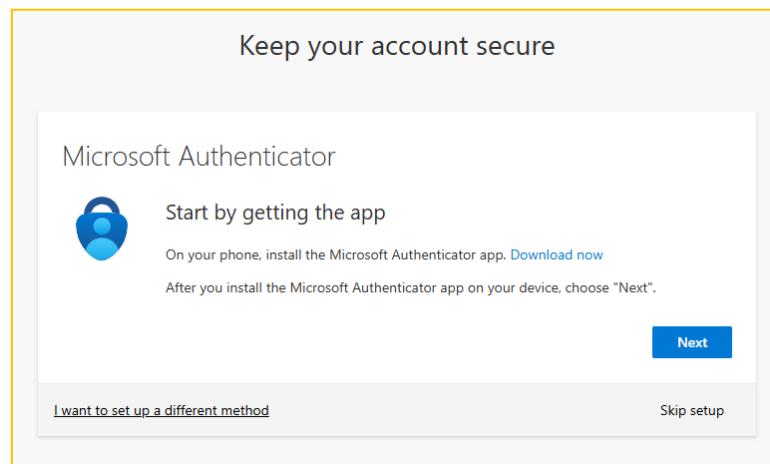 Keep your account secure
Microsoft Authenticator
Start by getting the app
On your phone, install the Microsoft Authenticator app. Download now
After you install the Microsoft Authenticator app on your device, choose "Next".
Next
I want to set up a different method
Skip setup